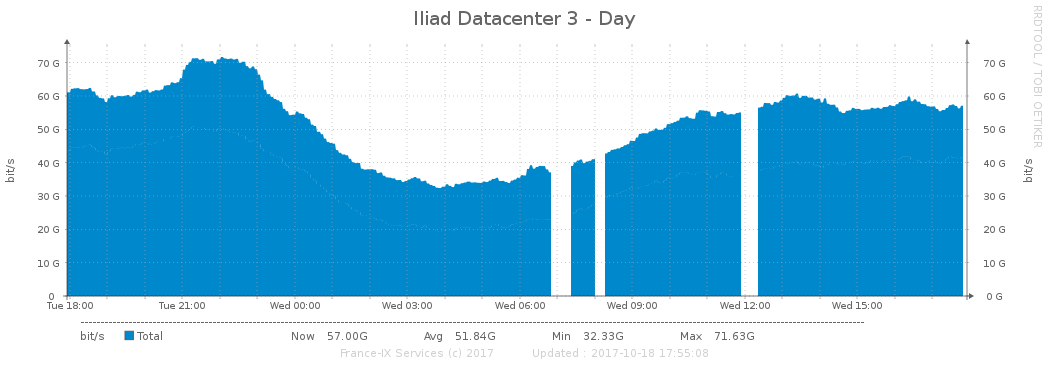 Iliad Datacenter 3 - Day
RRDTOOL / TOBI OETIKER
bit/s
70 G
60 G
50 G
40 G
30 G
20 G
10 G
0
70 G
60 G
50 G
40 G
30 G
20 G
10 G
0 G
bit/s
Tue 18:00 Tue 21:00 Wed 00:00 Wed 03:00 Wed 06:00 Wed 09:00 Wed 12:00 Wed 15:00
bit/s Total Now 57.00G Avg 51.84G Min 32.33G Max 71.63G
France-IX Services (c) 2017 Updated : 2017-10-18 17:55:08